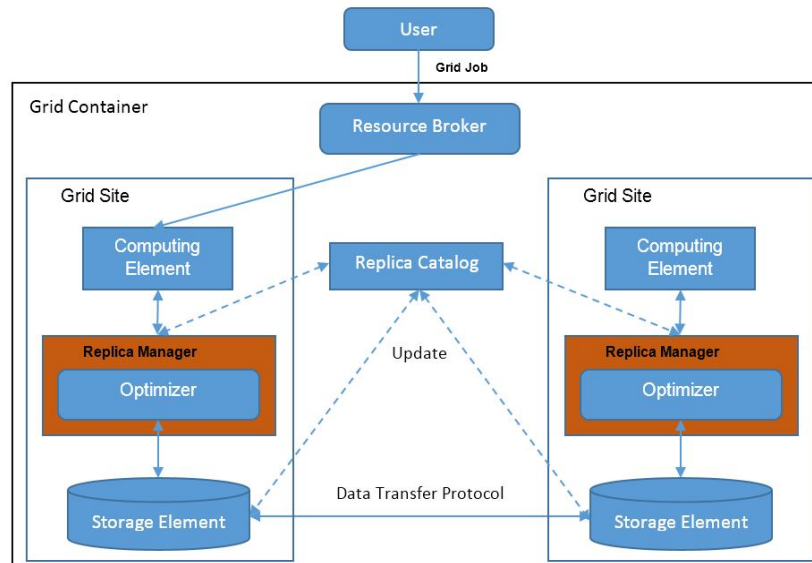 User
Grid Job
Grid Container
Resource Broker
Grid Site
Grid Site
Computing
Element
Replica Catalog
Computing
Element
Replica Manager
Update
Replica Manager
Optimizer
Optimizer
Data Transfer Protocol
Storage Element
Storage Element